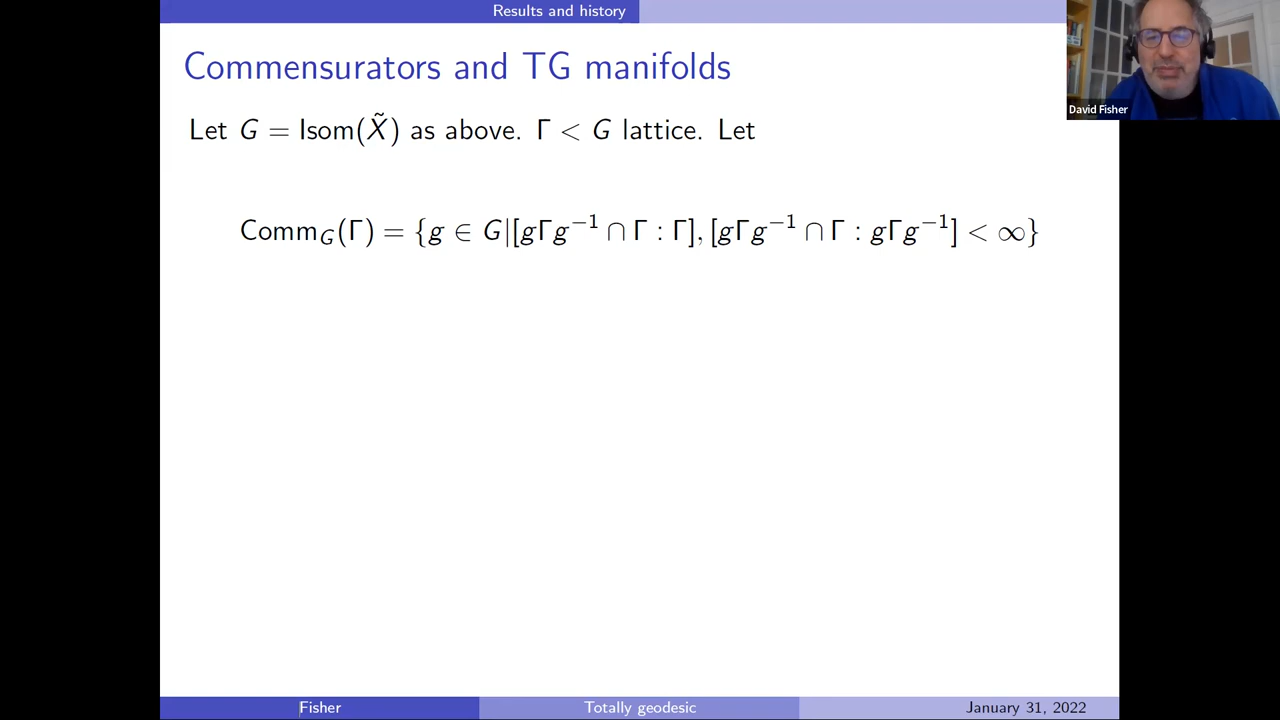 Results and history
David Fisher
Commensurators and TG manifolds
Let G = Isom(X̃) as above. Γ < G lattice. Let
Comm_G(Γ) = {g ∈ G|[gΓg⁻¹ ∩ Γ : Γ], [gΓg⁻¹ ∩ Γ : gΓg⁻¹] < ∞}
Fisher
Totally geodesic
January 31, 2022